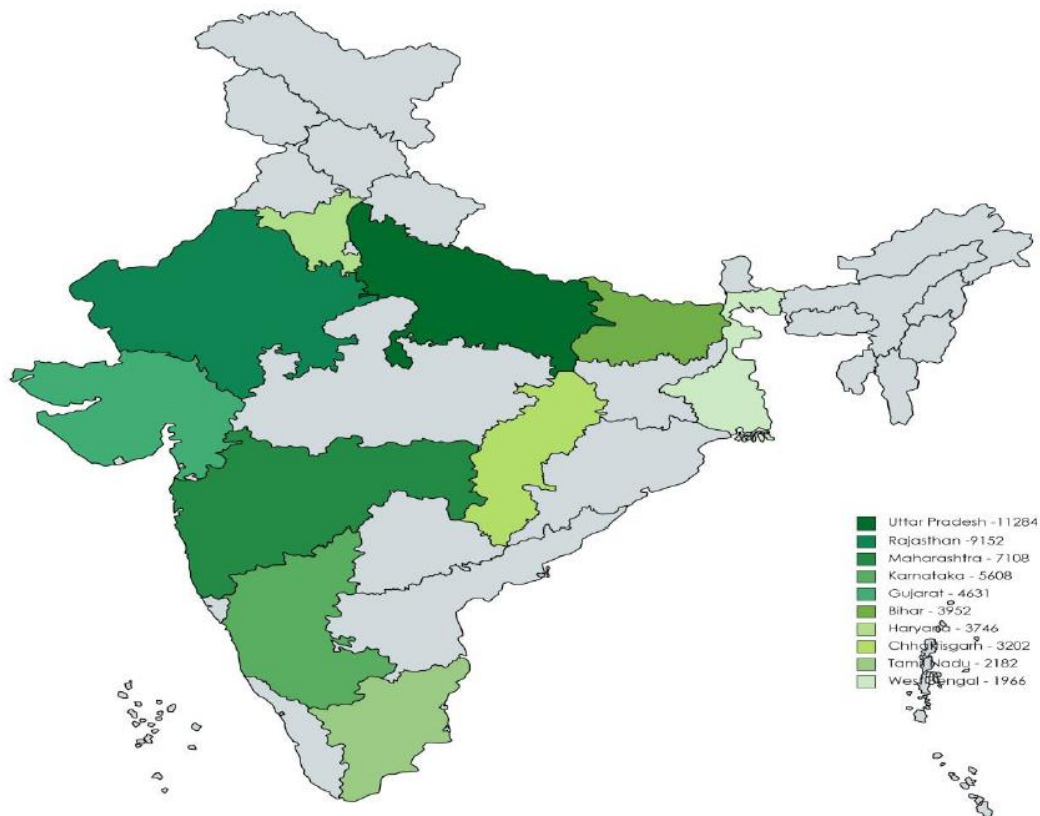 Uttar Pradesh -11284
Rajasthan -9152
Maharashtra - 7108
Karnataka - 5608
Gujarat - 4631
Bihar - 3952
Haryana - 3746
Chhattisgarh - 3202
Tamil Nadu - 2182
West Bengal - 1966